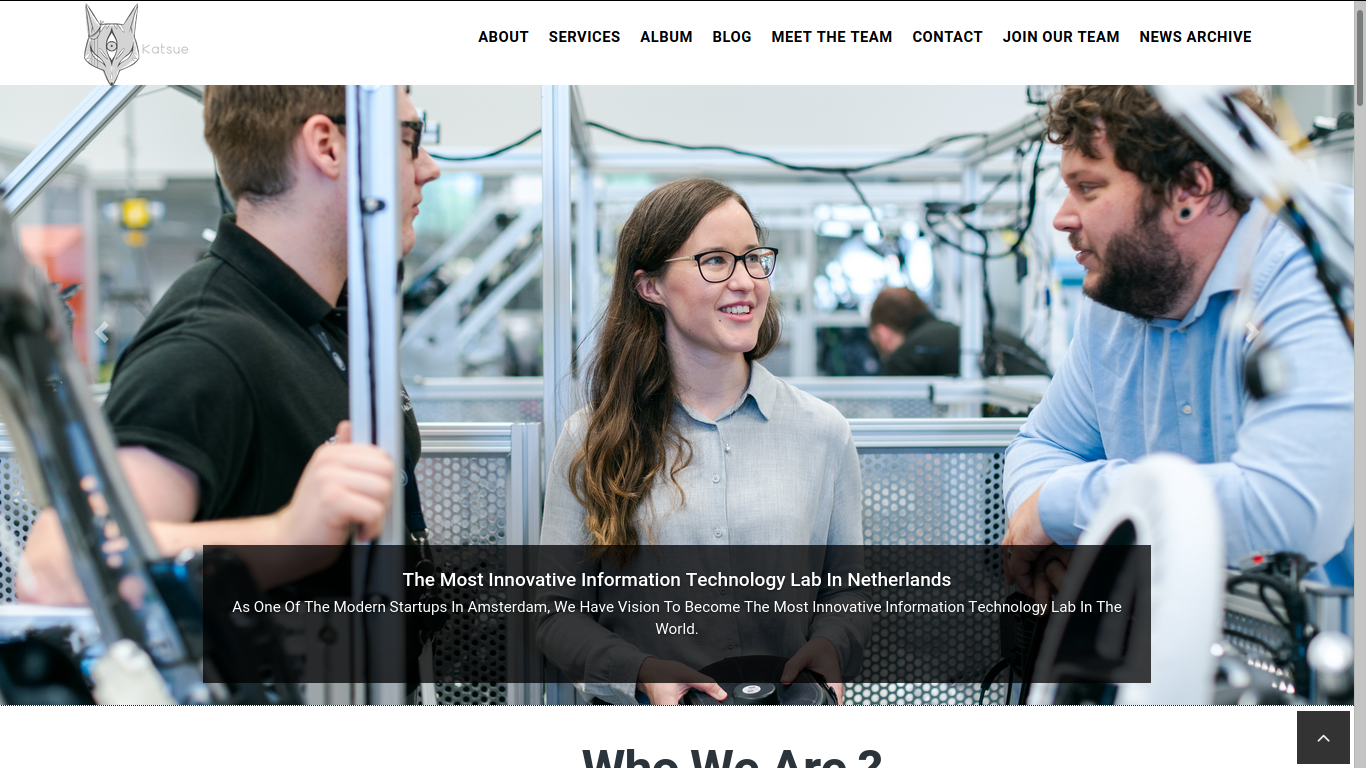 Katsue
ABOUT SERVICES ALBUM BLOG MEET THE TEAM CONTACT JOIN OUR TEAM NEWS ARCHIVE
The Most Innovative Information Technology Lab In Netherlands
As One Of The Modern Startups In Amsterdam, We Have Vision To Become The Most Innovative Information Technology Lab In The
World.
Who We Are ?